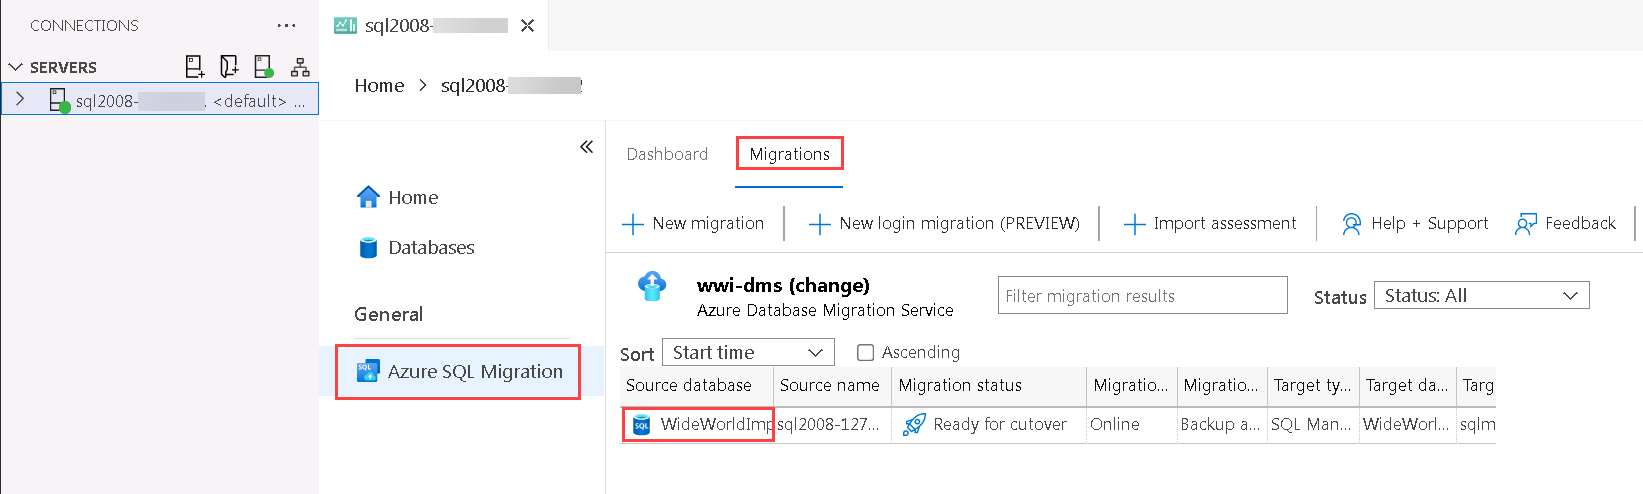 CONNECTIONS ...
SERVERS
sql2008- . <default> ...
sql2008-
Home > sql2008-
Home
Databases
General
Azure SQL Migration
Dashboard Migrations
New migration New login migration (PREVIEW) Import assessment Help + Support Feedback
wwi-dms (change)
Azure Database Migration Service
Filter migration results
Status Status: All
Sort Start time Ascending
Source database Source name Migration status Migratio... Migratio... Target ty... Target da... Targ
WideWorldImp sql2008-127... Ready for cutover Online Backup a... SQL Man... WideWorl... sqlm